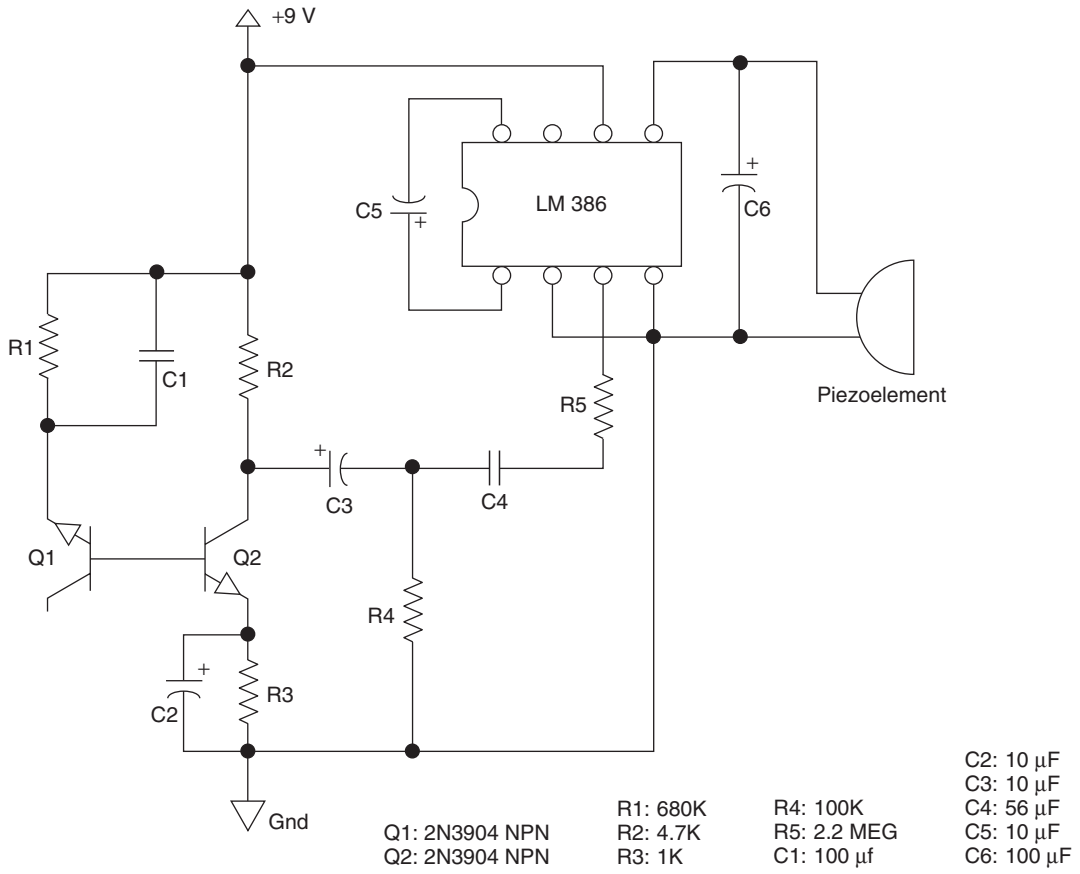 +9 V
LM 386
C5
+
+
C6
R1
C1
R2
R5
Piezoelement
+
C3
C4
Q1
Q2
R4
+
C2
R3
Gnd
Q1: 2N3904 NPN
Q2: 2N3904 NPN
R1: 680K
R2: 4.7K
R3: 1K
R4: 100K
R5: 2.2 MEG
C1: 100 μf
C2: 10 μF
C3: 10 μF
C4: 56 μF
C5: 10 μF
C6: 100 μF